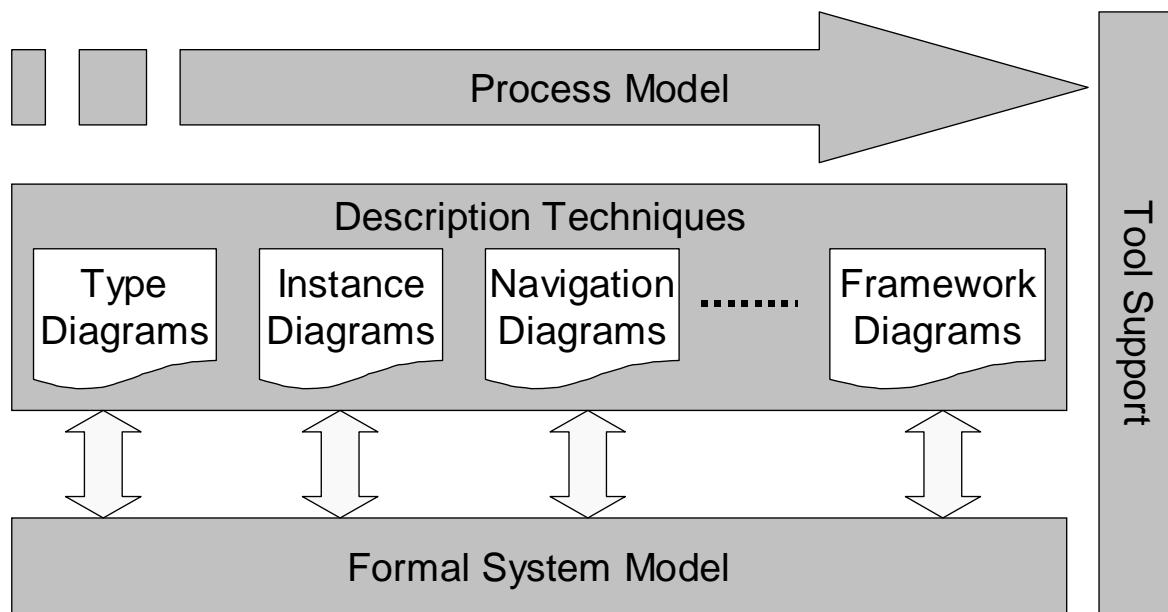 Process Model
Description Techniques
Type
Diagrams
Instance
Diagrams
Navigation
Diagrams
Framework
Diagrams
Formal System Model
Tool Support